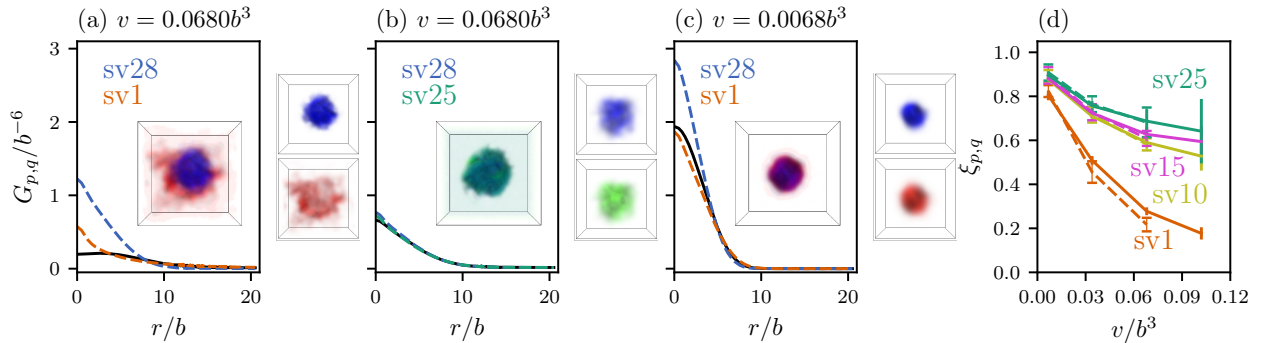 (a) v = 0.0680b³
(b) v = 0.0680b³
(c) v = 0.0068b³
(d)
G_{p,q}/b⁻⁶
3
2
1
0
sv28
sv1
0
10
20
r/b
sv28
sv25
0
10
20
r/b
sv28
sv1
0
10
20
r/b
ξ_{p,q}
1.0
0.8
0.6
0.4
0.2
0.0
sv25
sv15
sv10
sv1
0.00
0.03
0.06
0.09
0.12
v/b³